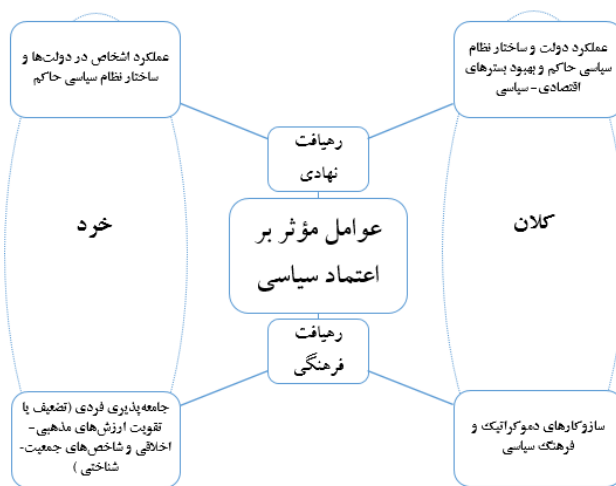 عملکرد دولت و ساختار نظام
سیاسی حاکم و بهبود بسترهای
اقتصادی-سیاسی
عملکرد اشخاص در دولت‌ها و
ساختار نظام سیاسی حاکم
رهیافت
نهادی
کلان
عوامل مؤثر بر
اعتماد سیاسی
خرد
رهیافت
فرهنگی
سازوکارهای دموکراتیک و
فرهنگ سیاسی
جامعه‌پذیری فردی (تضعیف یا
تقویت ارزش‌های مذهبی-
اخلاقی و شاخص‌های جمعیت-
شناختی )